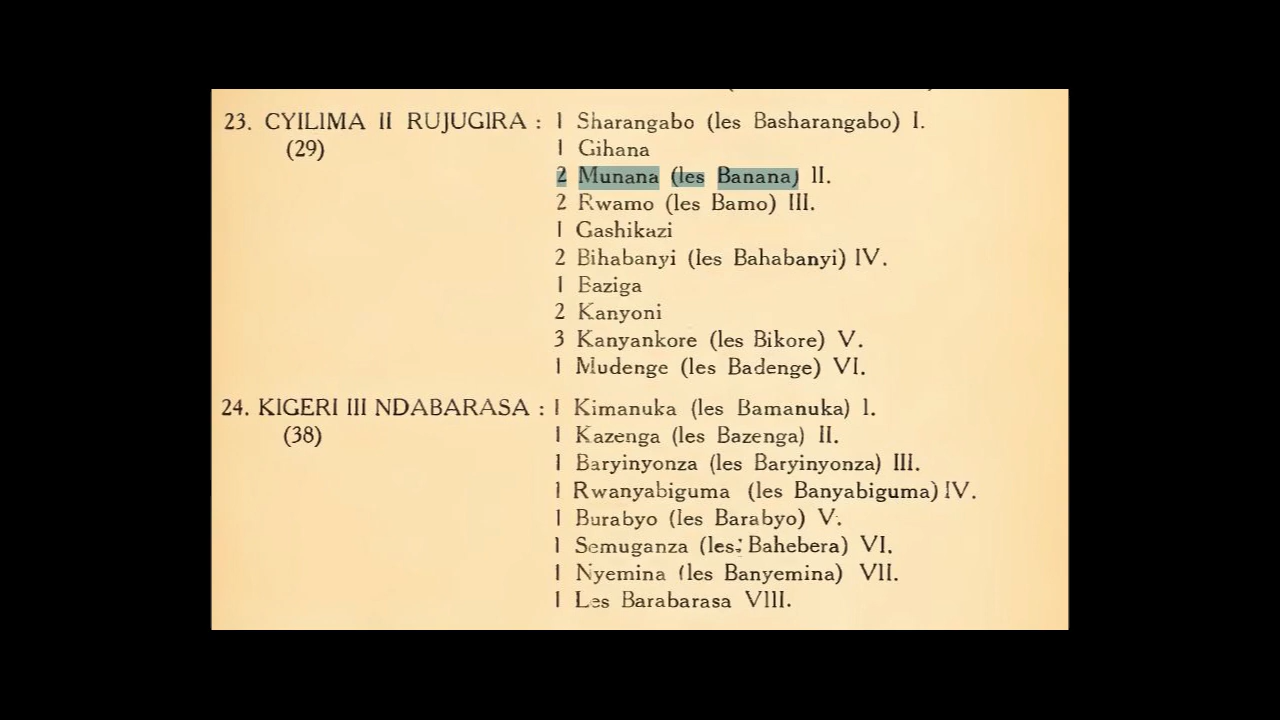 23. CYILIMA II RUJUGIRA : 1 Sharangabo (les Basharangabo) I.
(29) 1 Gihana
2 Munana (les Banana) II.
2 Rwamo (les Bamo) III.
1 Gashikazi
2 Bihabanyi (les Bahabanyi) IV.
1 Baziga
2 Kanyoni
3 Kanyankore (les Bikore) V.
1 Mudenge (les Badenge) VI.
24. KIGERI III NDABARASA : 1 Kimanuka (les Bamanuka) I.
(38) 1 Kazenga (les Bazenga) II.
1 Baryinyonza (les Baryinyonza) III.
1 Rwanyabiguma (les Banyabiguma) IV.
1 Burabyo (les Barabyo) V.
1 Semuganza (les Bahebera) VI.
1 Nyemina (les Banyemina) VII.
1 Les Barabarasa VIII.